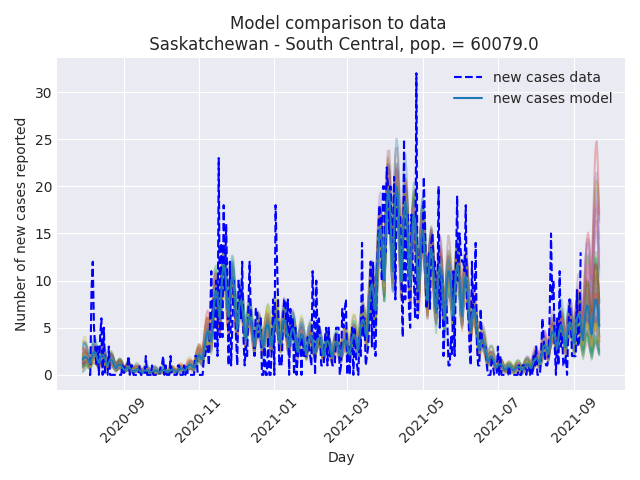 Model comparison to data
Saskatchewan - South Central, pop. = 60079.0
new cases data
new cases model
Number of new cases reported
30
25
20
15
10
5
0
2020-09
2020-11
2021-01
2021-03
2021-05
2021-07
2021-09
Day